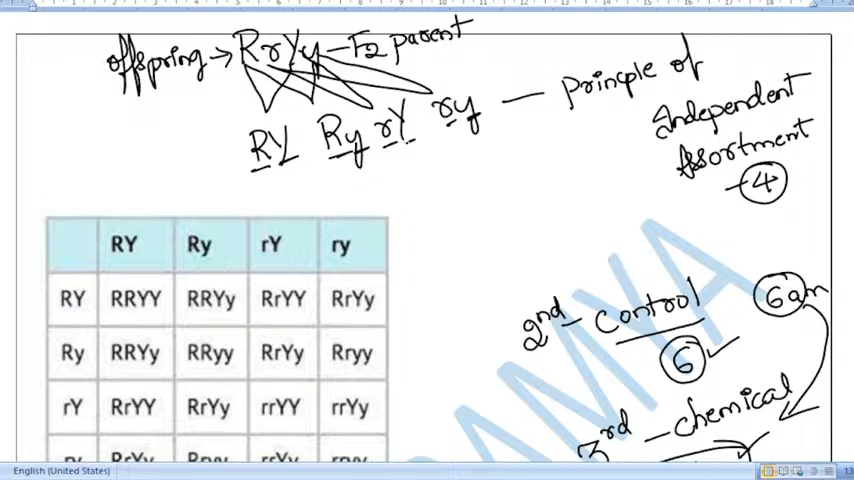 offspring → RrYy — F2 parent
RY Ry rY ry — Prinple of
Independent
Assortment
4
RY Ry rY ry
RY RRYY RRYy RrYY RrYy
Ry RRYy RRyy RrYy Rryy
rY RrYY RrYy rrYY rrYy
2nd - control
6
6am
3rd - chemical
RAMYA
English (United States)